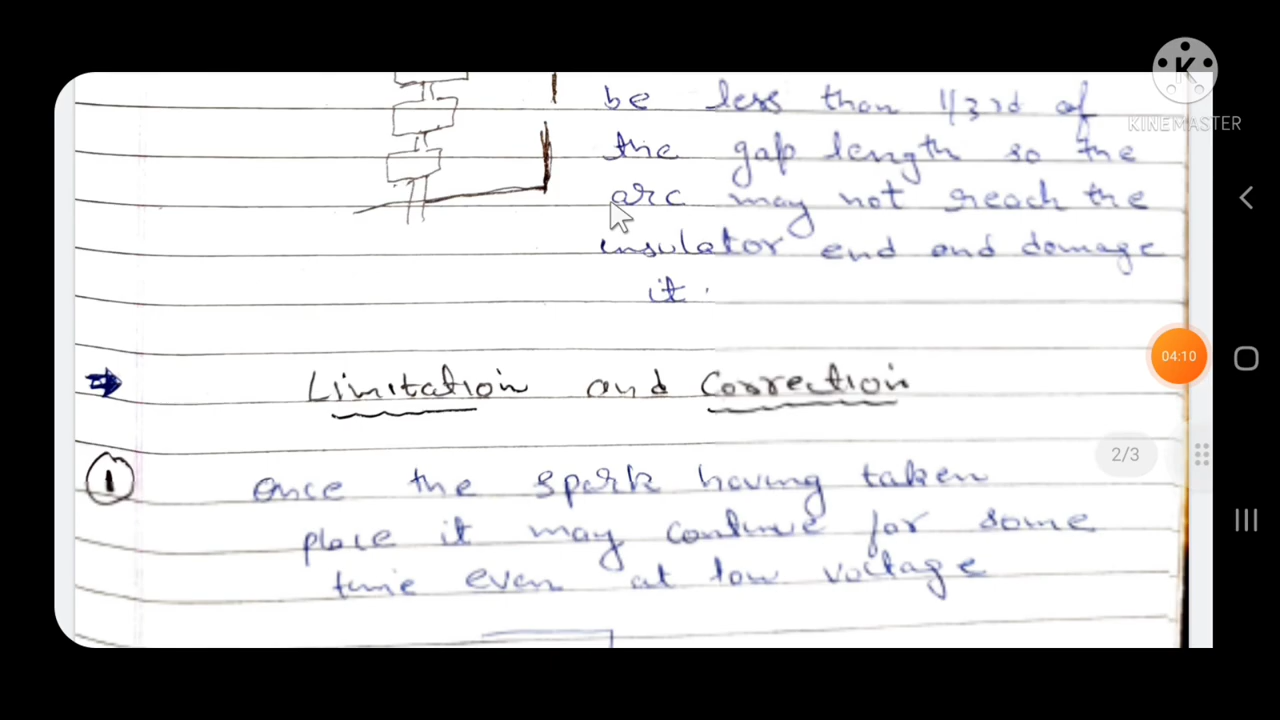 be less than 1/3rd of
the gap length so the
arc may not reach the
insulator end and damage
it.
Limitation and Correction
1 Once the spark having taken
place it may continue for some
time even at low voltage
KINEMASTER
04:10
2/3